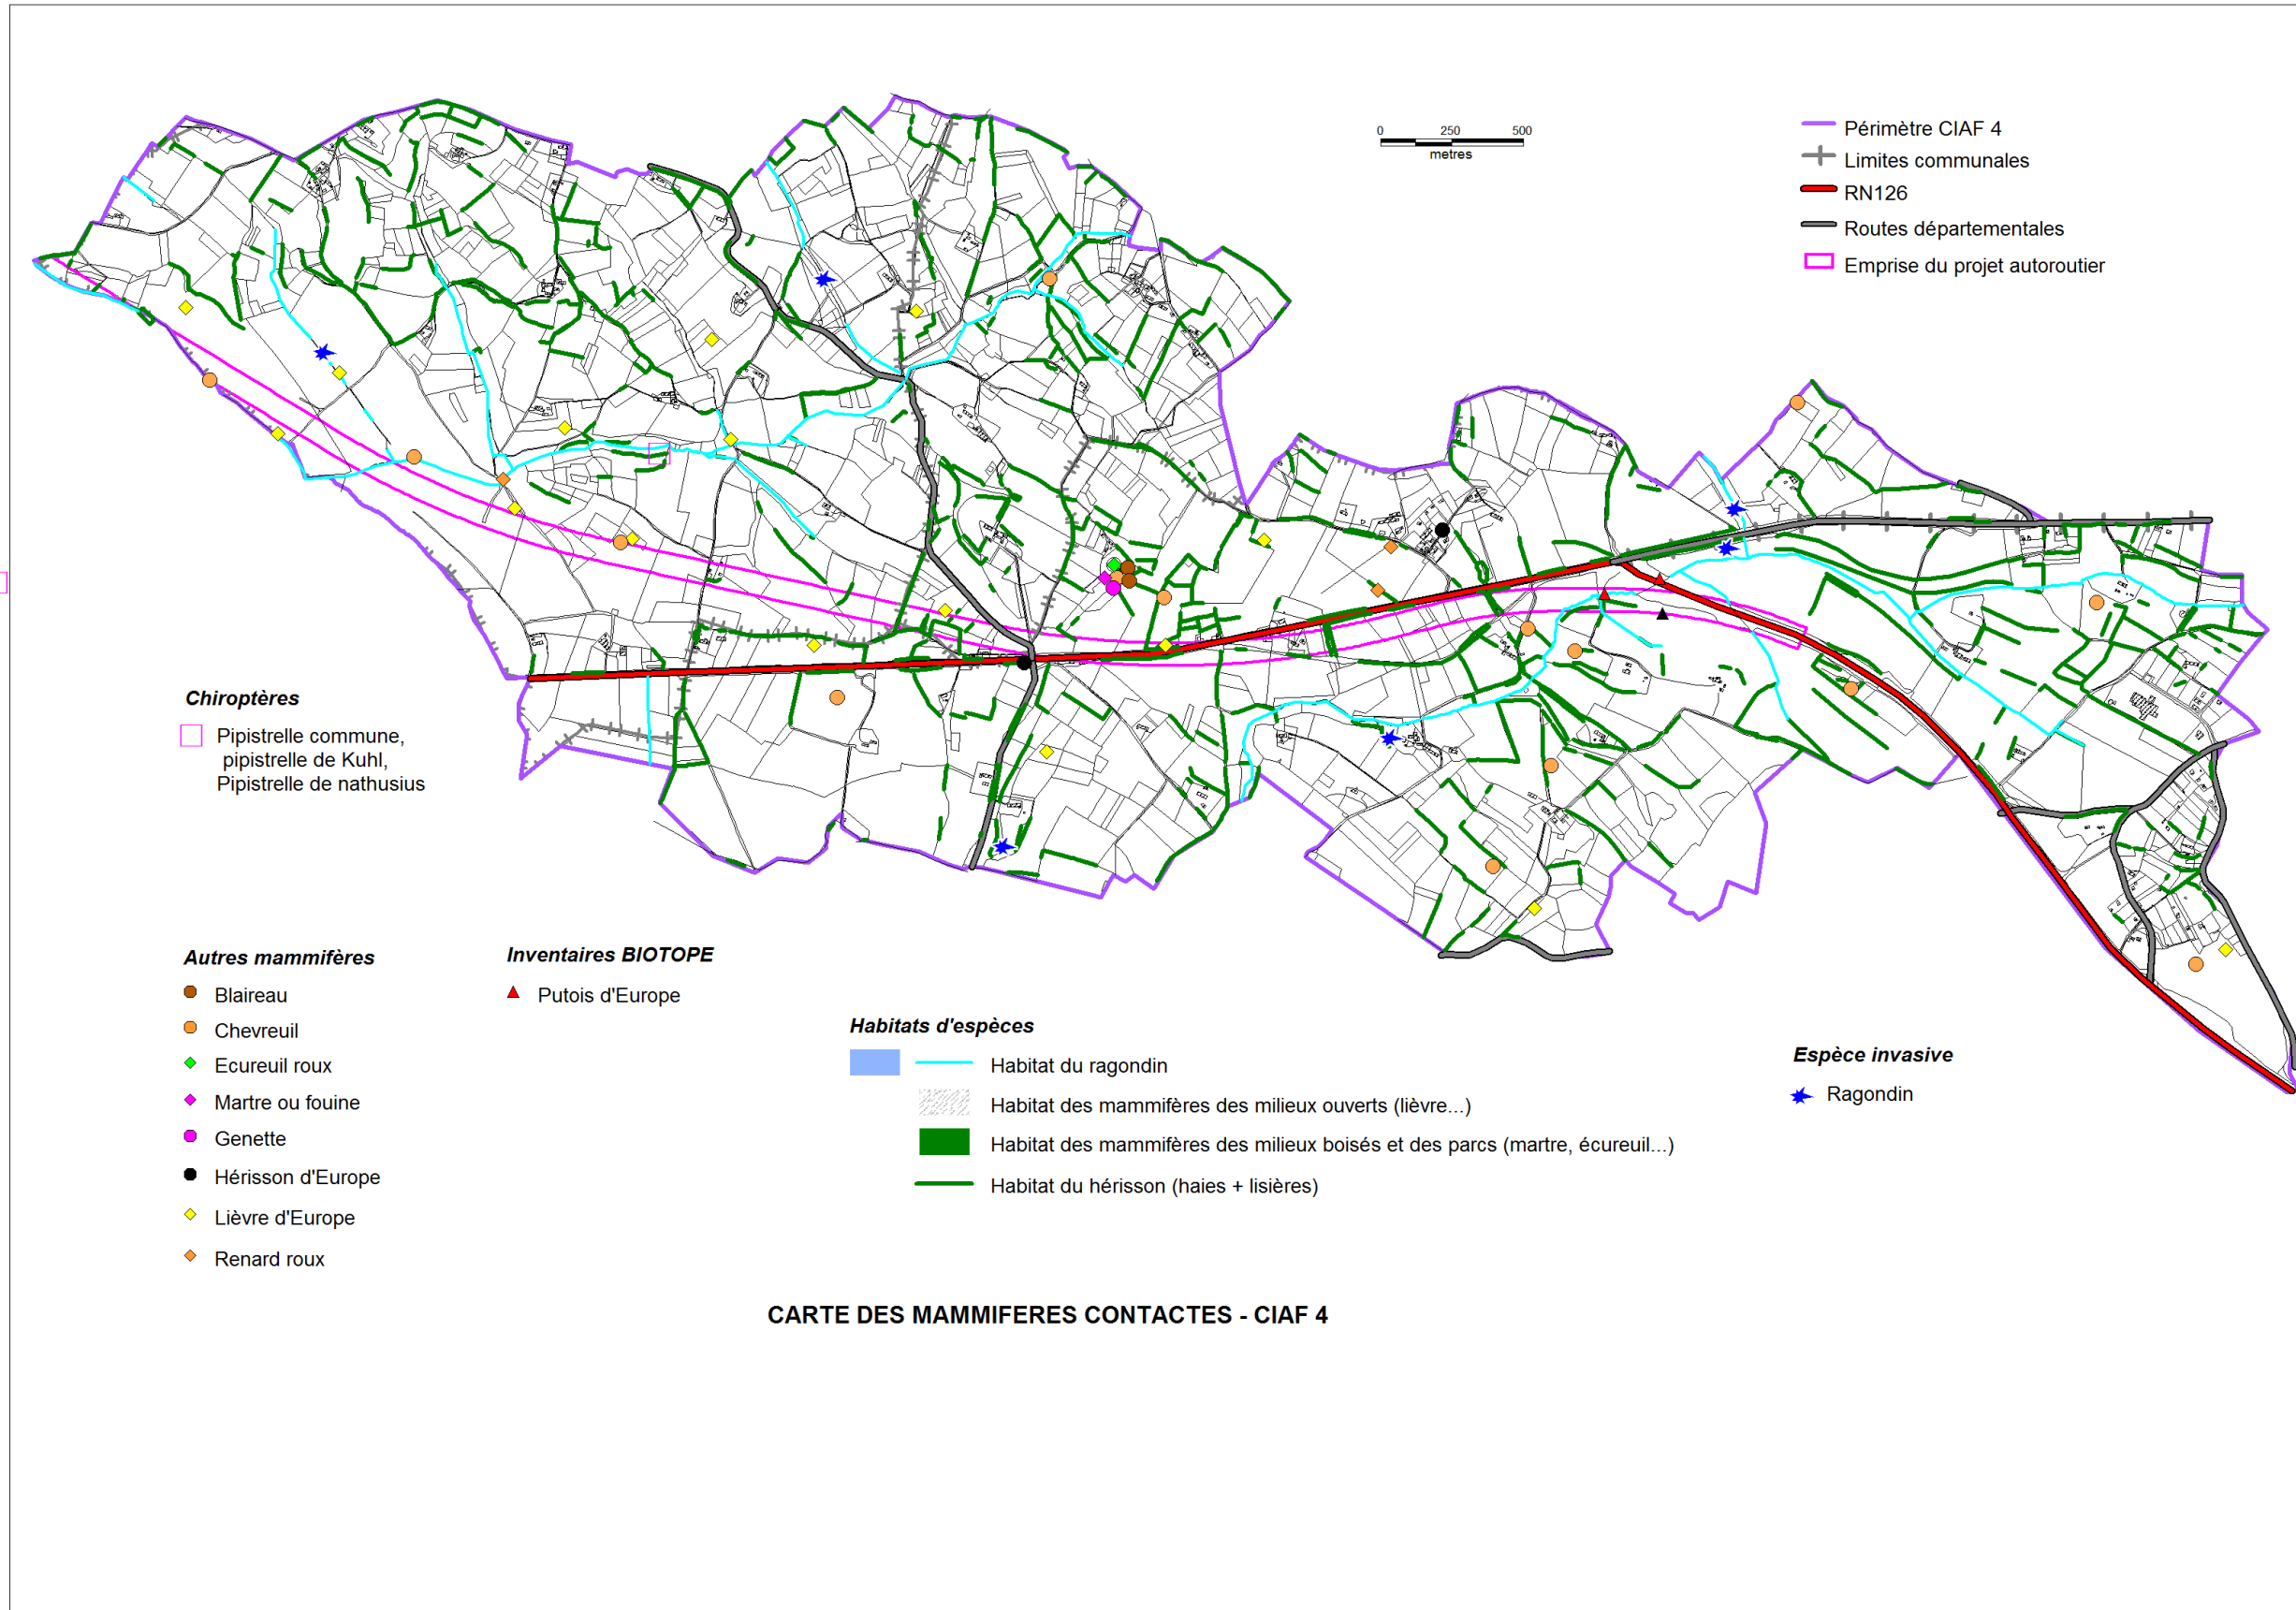 0 250 500
metres
Périmètre CIAF 4
Limites communales
RN126
Routes départementales
Emprise du projet autoroutier
Chiroptères
Pipistrelle commune,
pipistrelle de Kuhl,
Pipistrelle de nathusius
Autres mammifères
Blaireau
Chevreuil
Ecureuil roux
Martre ou fouine
Genette
Hérisson d'Europe
Lièvre d'Europe
Renard roux
Inventaires BIOTOPE
Putois d'Europe
Habitats d'espèces
Habitat du ragondin
Habitat des mammifères des milieux ouverts (lièvre...)
Habitat des mammifères des milieux boisés et des parcs (martre, écureuil...)
Habitat du hérisson (haies + lisières)
Espèce invasive
Ragondin
CARTE DES MAMMIFERES CONTACTES - CIAF 4